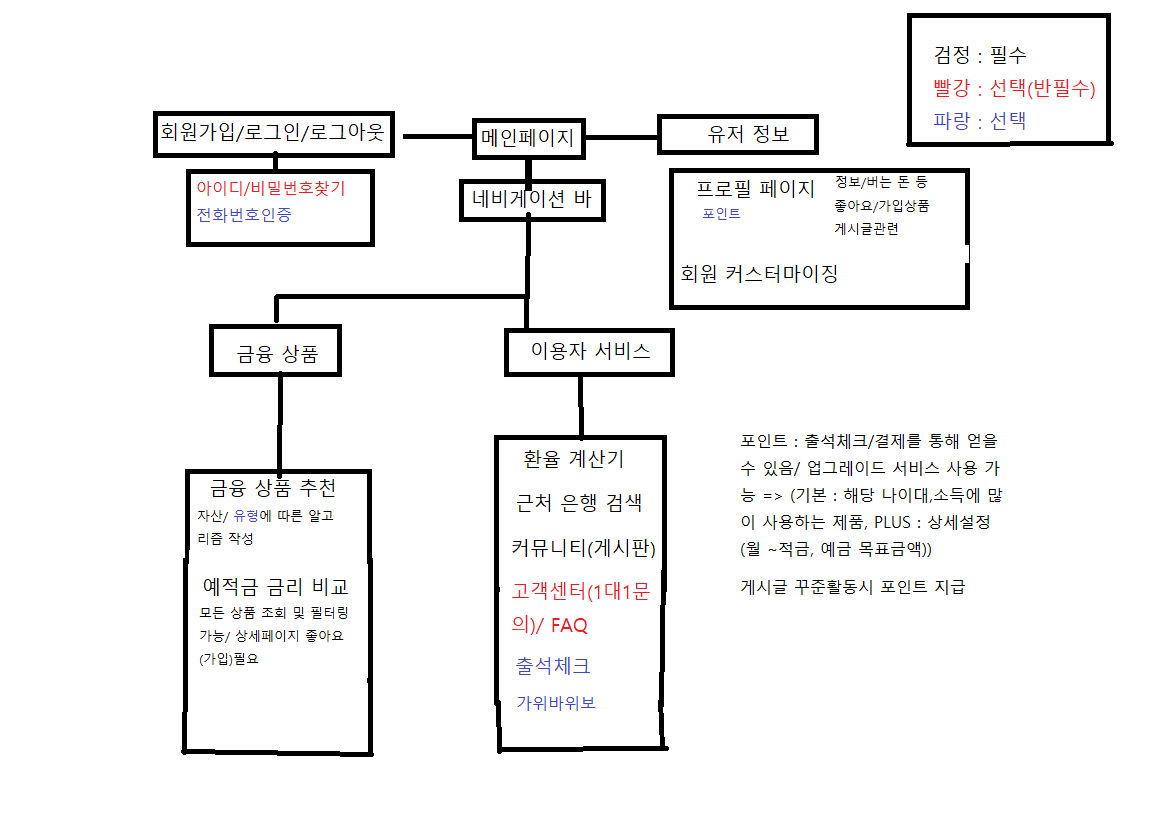 검정 : 필수
빨강 : 선택(반필수)
파랑 : 선택
회원가입/로그인/로그아웃
메인페이지
유저 정보
아이디/비밀번호찾기
전화번호인증
네비게이션 바
프로필 페이지
포인트
정보/버는 돈 등
좋아요/가입상품
게시글관련
회원 커스터마이징
금융 상품
이용자 서비스
금융 상품 추천
자산/ 유형에 따른 알고
리즘 작성
예적금 금리 비교
모든 상품 조회 및 필터링
가능/ 상세페이지 좋아요
(가입)필요
환율 계산기
근처 은행 검색
커뮤니티(게시판)
고객센터(1대1문
의)/ FAQ
출석체크
가위바위보
포인트 : 출석체크/결제를 통해 얻을
수 있음/ 업그레이드 서비스 사용 가
능 => (기본 : 해당 나이대,소득에 많
이 사용하는 제품, PLUS : 상세설정
(월 ~적금, 예금 목표금액))
게시글 꾸준활동시 포인트 지급